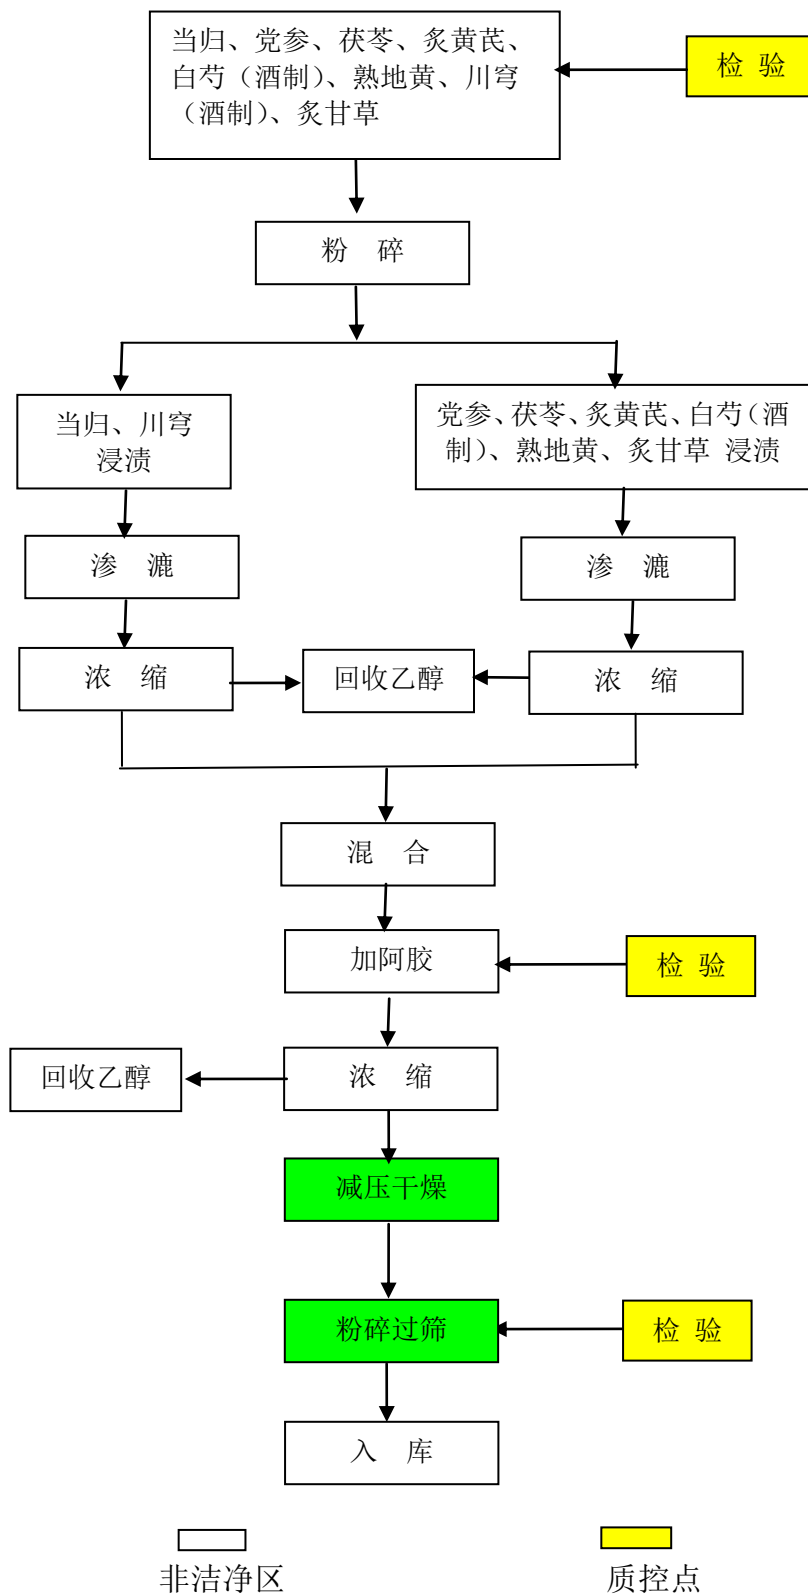 当归、党参、茯苓、炙黄芪、
白芍（酒制）、熟地黄、川穹
（酒制）、炙甘草
检 验
粉 碎
当归、川穹
浸渍
党参、茯苓、炙黄芪、白芍（酒
制）、熟地黄、炙甘草 浸渍
渗 漉
渗 漉
浓 缩
回收乙醇
浓 缩
混 合
加阿胶
检 验
回收乙醇
浓 缩
减压干燥
粉碎过筛
检 验
入 库
非洁净区
质控点